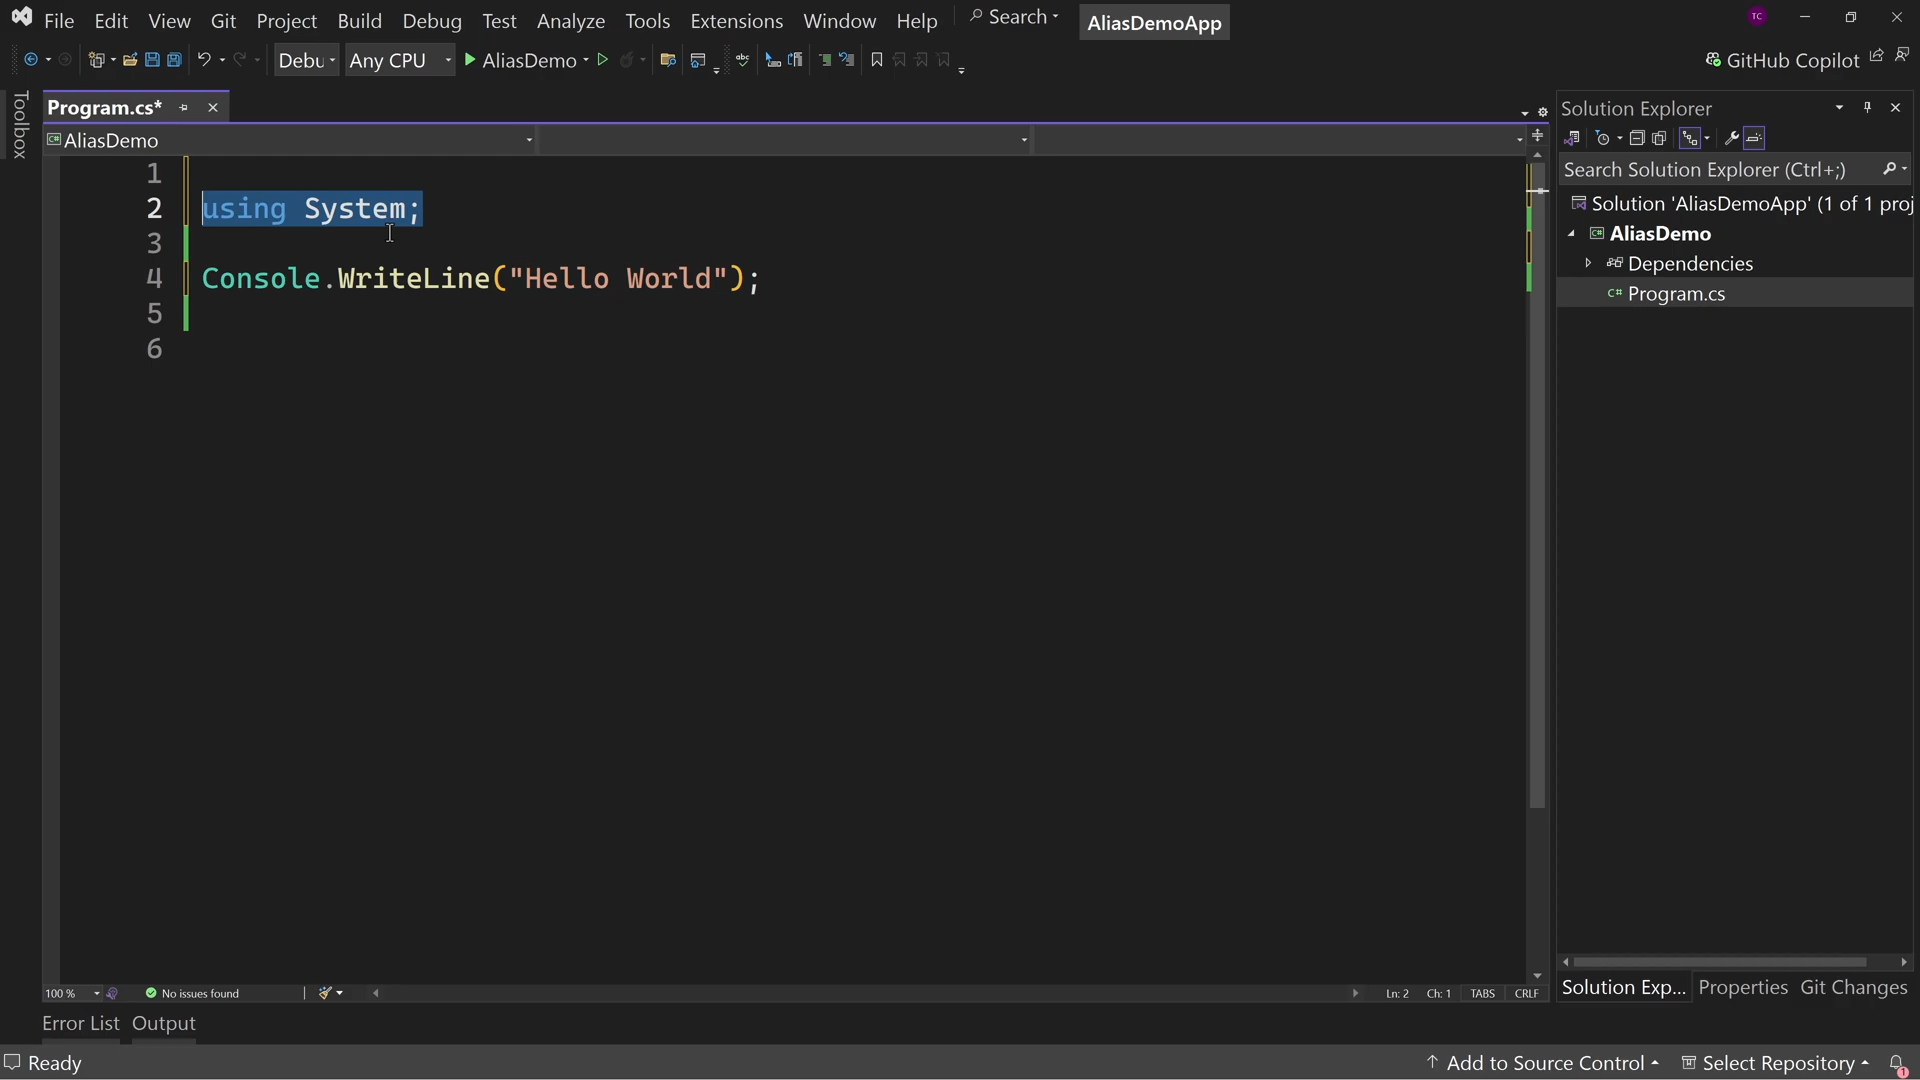 File Edit View Git Project Build Debug Test Analyze Tools Extensions Window Help Search AliasDemoApp TC
Debu Any CPU AliasDemo GitHub Copilot
Toolbox
Program.cs*
AliasDemo
1
2 using System;
3
4 Console.WriteLine("Hello World");
5
6
100 % No issues found Ln: 2 Ch: 1 TABS CRLF
Error List Output
Solution Explorer
Search Solution Explorer (Ctrl+;)
Solution 'AliasDemoApp' (1 of 1 proj
AliasDemo
Dependencies
C# Program.cs
Solution Exp... Properties Git Changes
Ready Add to Source Control Select Repository 1